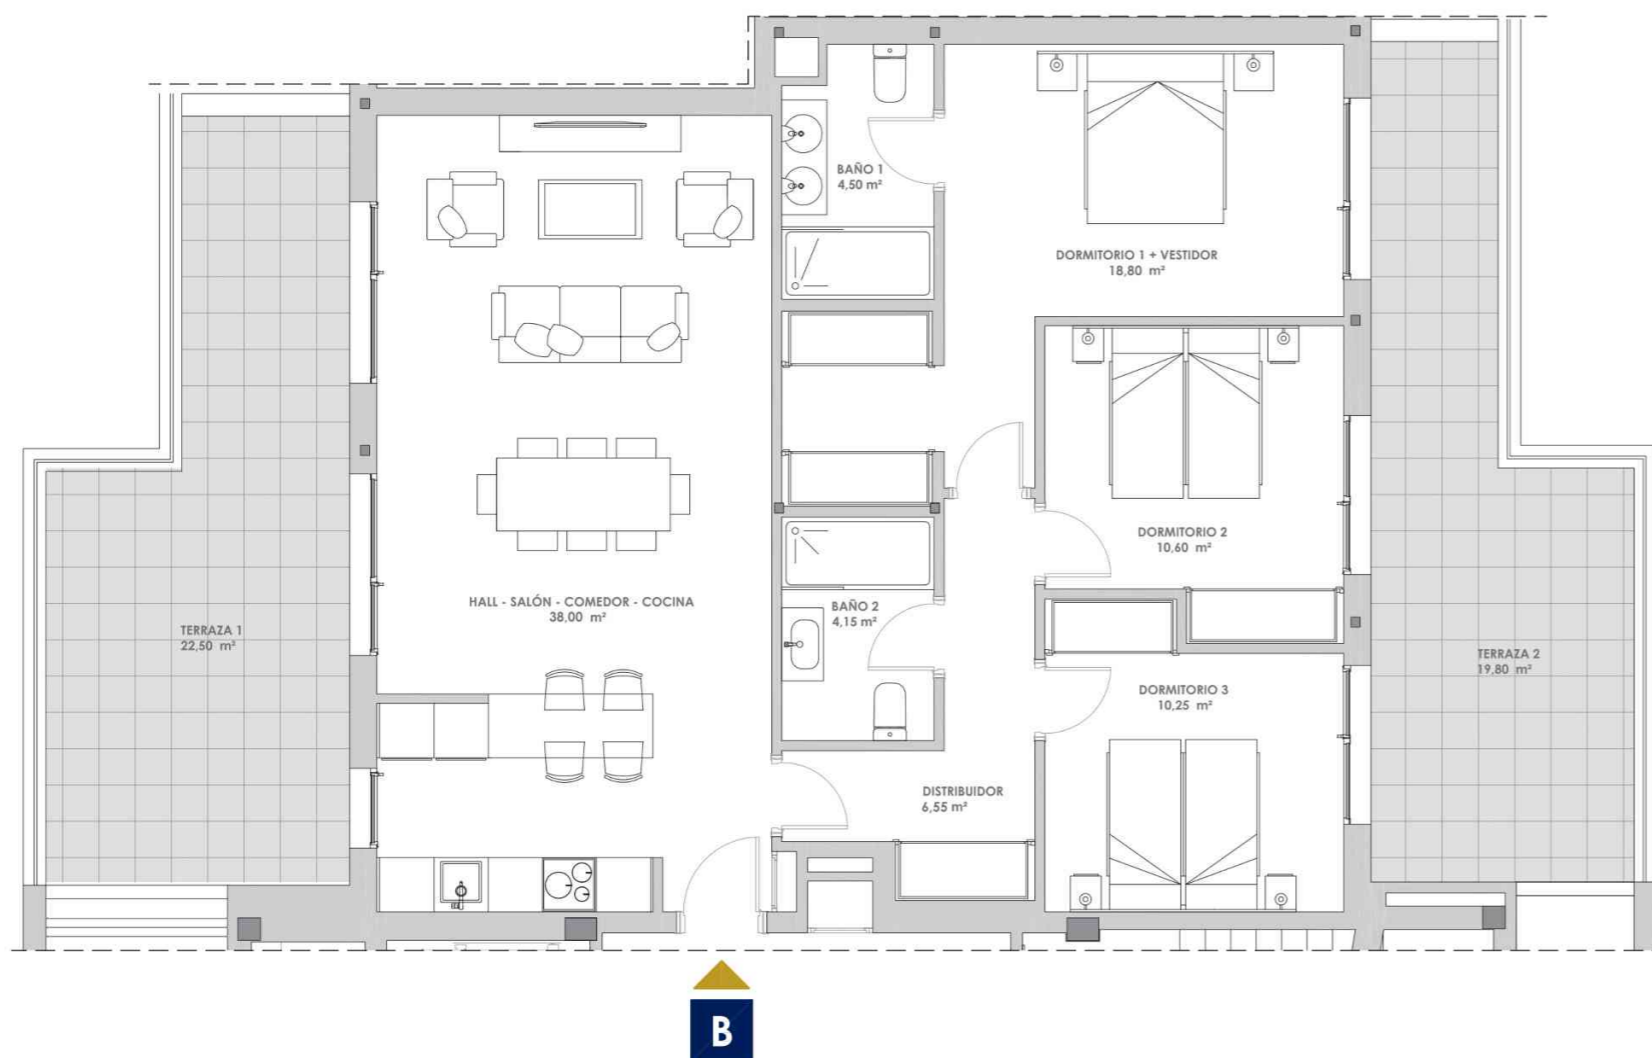 BAÑO 1
4,50 m²
DORMITORIO 1 + VESTIDOR
18,80 m²
DORMITORIO 2
10,60 m²
HALL - SALÓN - COMEDOR - COCINA
38,00 m²
BAÑO 2
4,15 m²
TERRAZA 1
22,50 m²
TERRAZA 2
19,80 m²
DORMITORIO 3
10,25 m²
DISTRIBUIDOR
6,55 m²
B